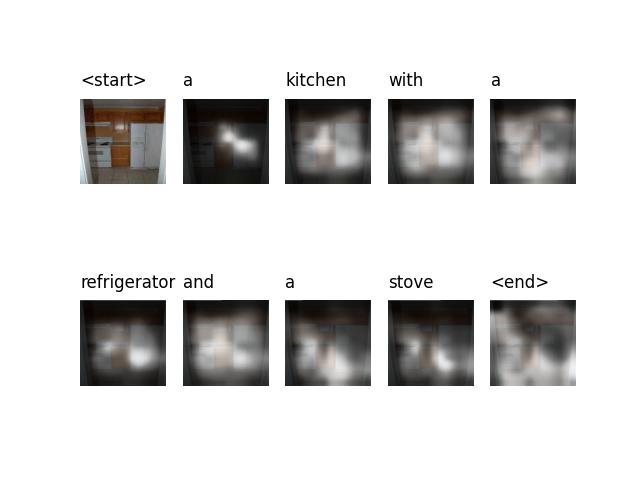 <start> a kitchen with a
refrigerator and a stove <end>